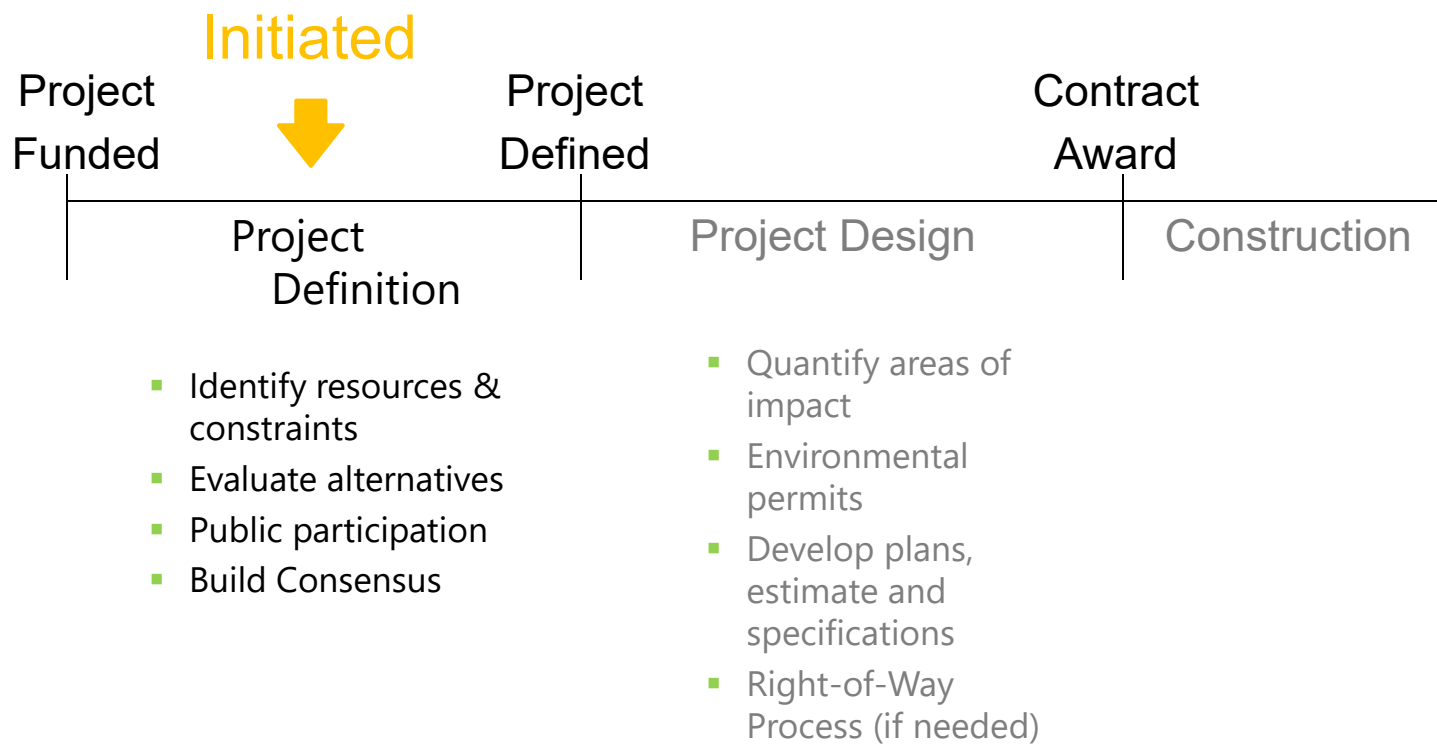 Initiated
Project
Funded
Project
Defined
Contract
Award
Project
Definition
Project Design
Construction
▪ Identify resources &
constraints
▪ Evaluate alternatives
▪ Public participation
▪ Build Consensus
▪ Quantify areas of
impact
▪ Environmental
permits
▪ Develop plans,
estimate and
specifications
▪ Right-of-Way
Process (if needed)